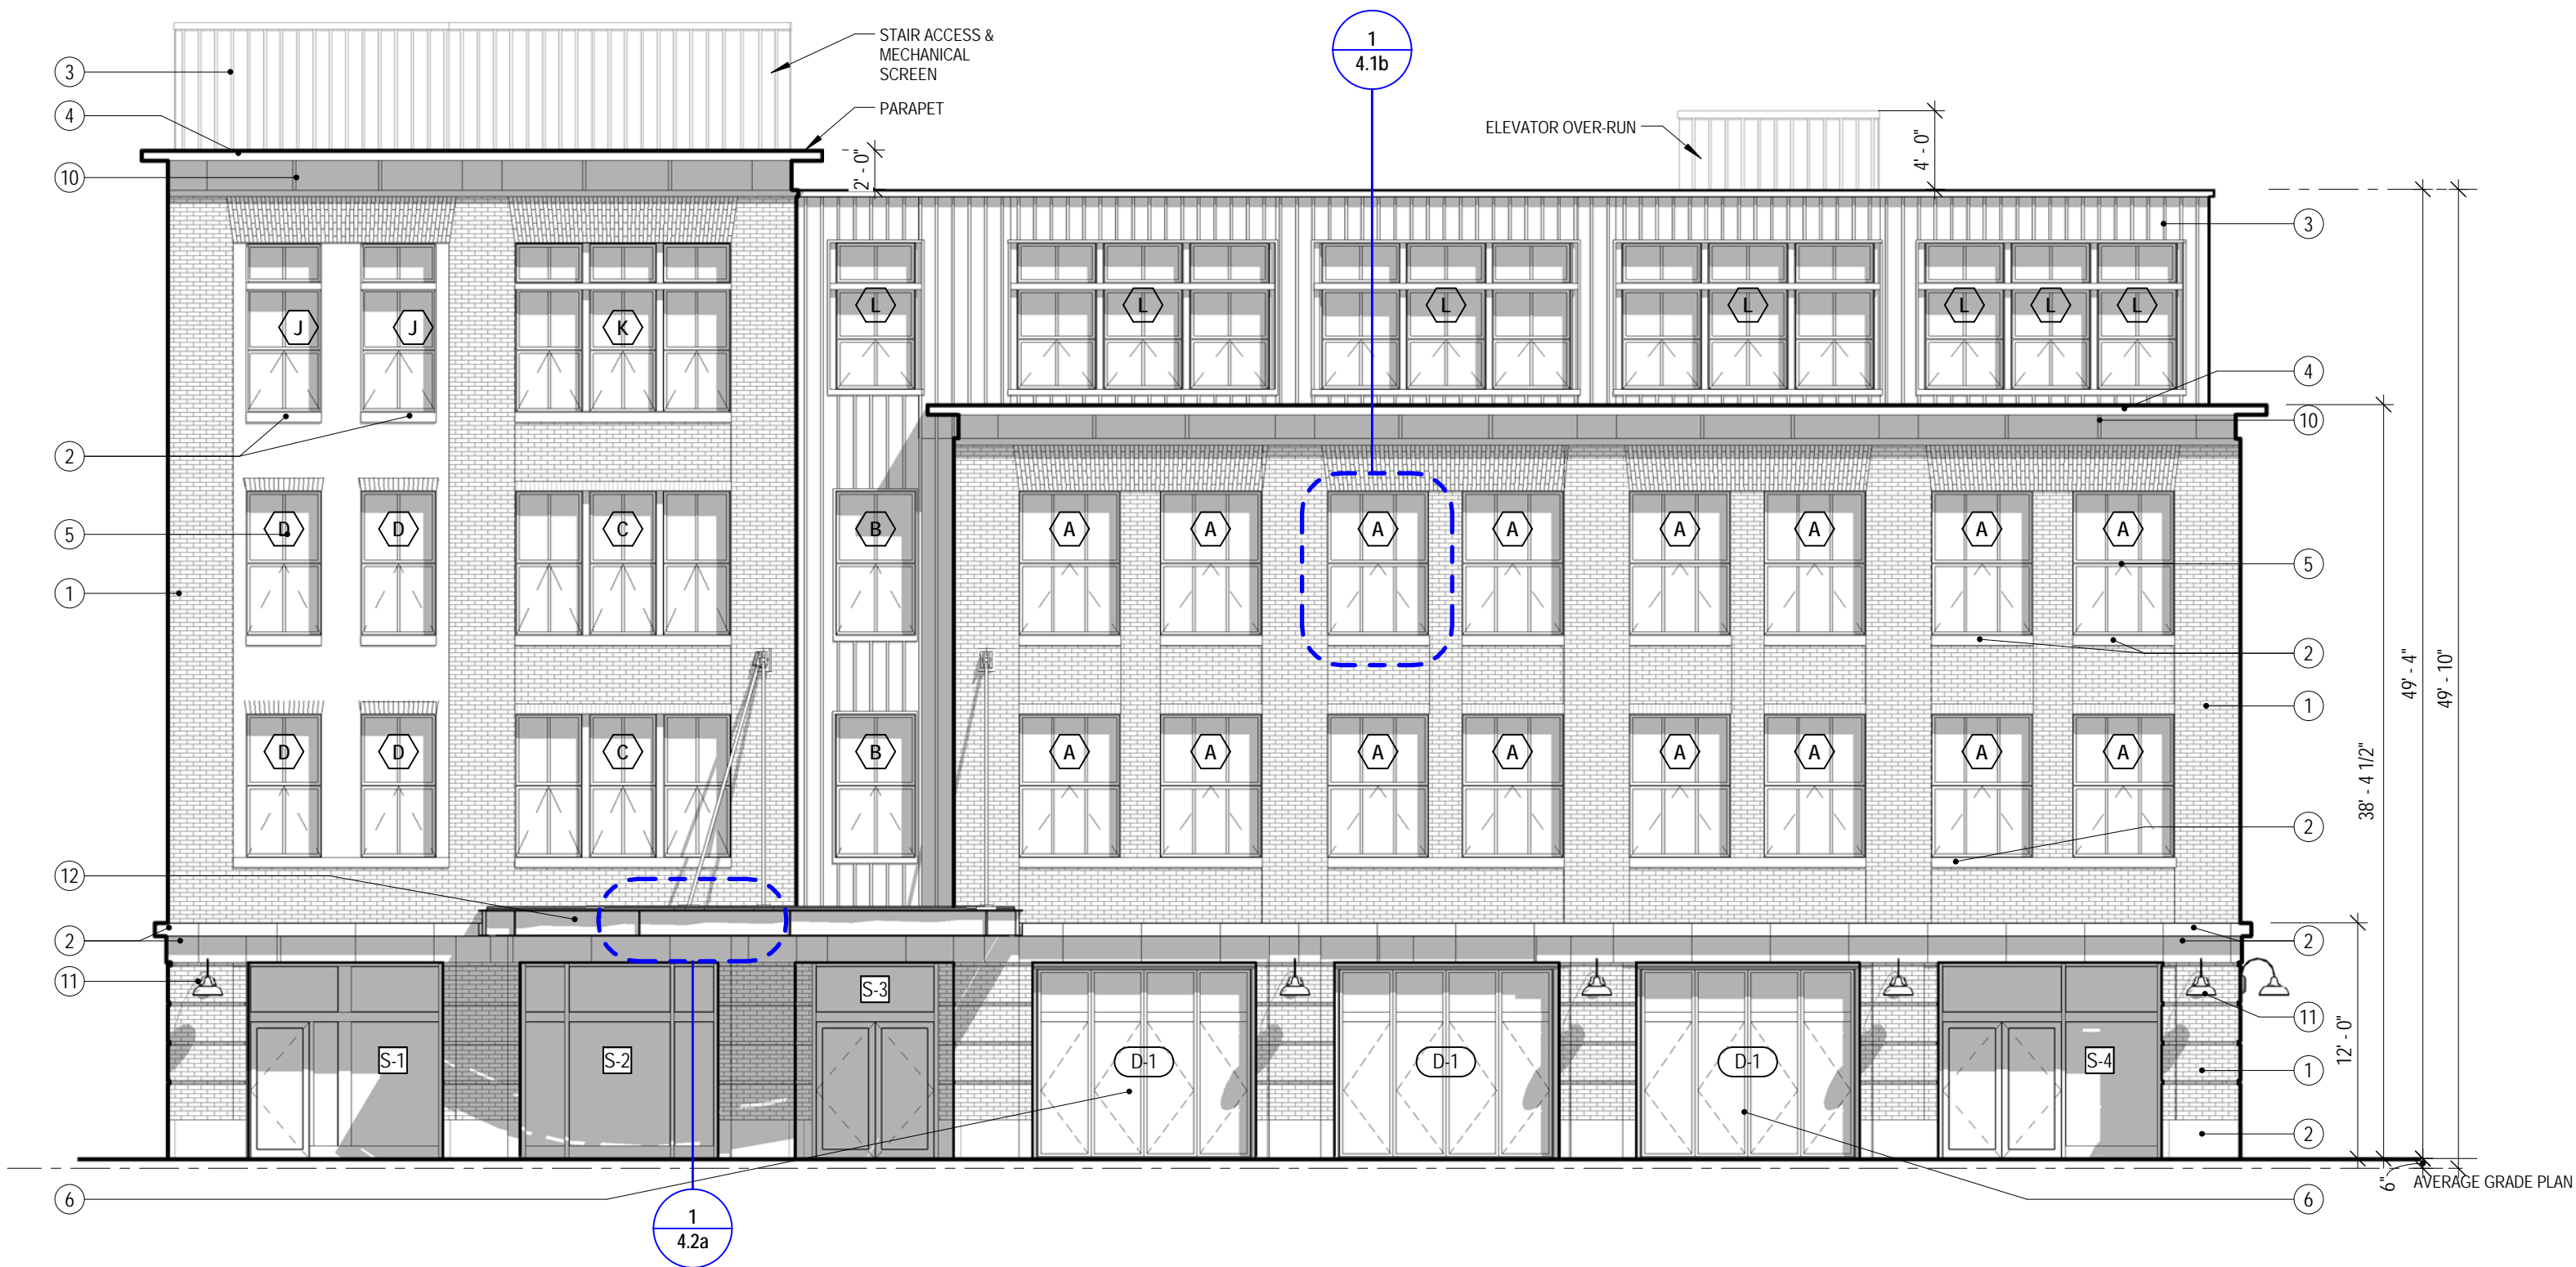 1
4.1b
STAIR ACCESS &
MECHANICAL
SCREEN
3
4
PARAPET
ELEVATOR OVER-RUN
4' - 0"
2' - 0"
10
3
L
L
L
L
L
L
L
J
J
K
4
10
2
5
D
D
C
B
A
A
A
A
A
A
A
A
5
1
2
49' - 4"
49' - 10"
1
D
D
C
B
A
A
A
A
A
A
A
A
38' - 4 1/2"
2
12
2
2
11
S-3
11
12' - 0"
S-1
S-2
D-1
D-1
D-1
S-4
1
2
6
6
6"
AVERAGE GRADE PLAN
1
4.2a